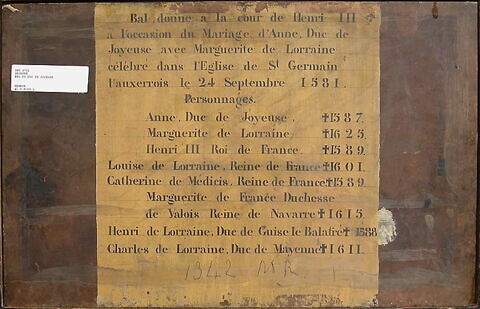 Bal donné a la cour de Henri III
a l'occasion du Mariage d'Anne, Duc de
Joyeuse avec Marguerite de Lorraine
célébré dans l'Eglise de St Germain
l'auxerrois le 24 Septembre 1581.
Personnages.
Anne, Duc de Joyeuse. ✝1587.
Marguerite de Lorraine ✝1625.
Henri III Roi de France. ✝1589.
Louise de Lorraine, Reine de France ✝1601.
Catherine de Médicis, Reine de France ✝1589.
Marguerite de France Duchesse
de Valois Reine de Navarre ✝1615.
Henri de Lorraine, Duc de Guise le Balafré ✝1588
Charles de Lorraine, Duc de Mayenne ✝1611.
1342 MR